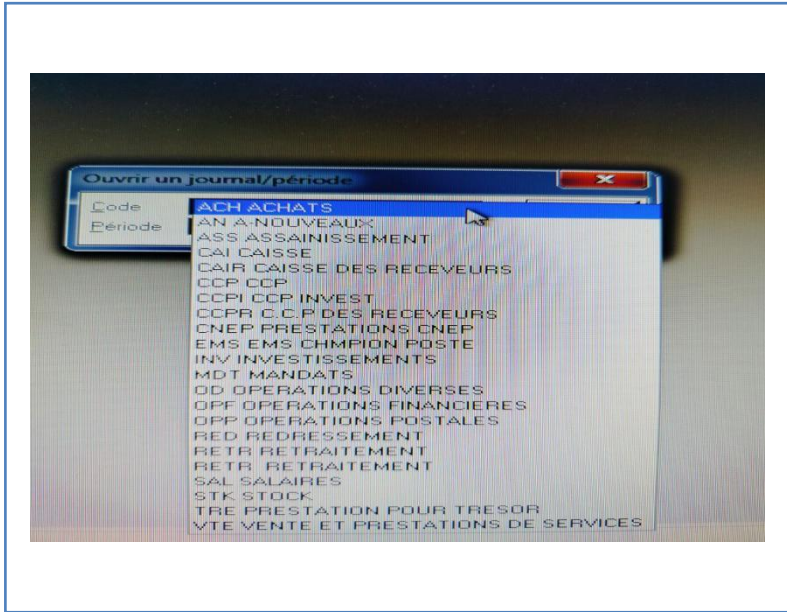 Ouvrir un journal/période
Code
ACH ACHATS
Période
AN A-NOUVEAUX
ASS ASSAINISSEMENT
CAI CAISSE
CAIR CAISSE DES RECEVEURS
CCP CCP
CCPI CCP INVEST
CCPR C.C.P DES RECEVEURS
CNEP PRESTATIONS CNEP
EMS EMS CHMPION POSTE
INV INVESTISSEMENTS
MDT MANDATS
OD OPERATIONS DIVERSES
OPF OPERATIONS FINANCIERES
OPP OPERATIONS POSTALES
RED REDRESSEMENT
RETR RETRAITEMENT
RETR RETRAITEMENT
SAL SALAIRES
STK STOCK
TRE PRESTATION POUR TRESOR
VTE VENTE ET PRESTATIONS DE SERVICES